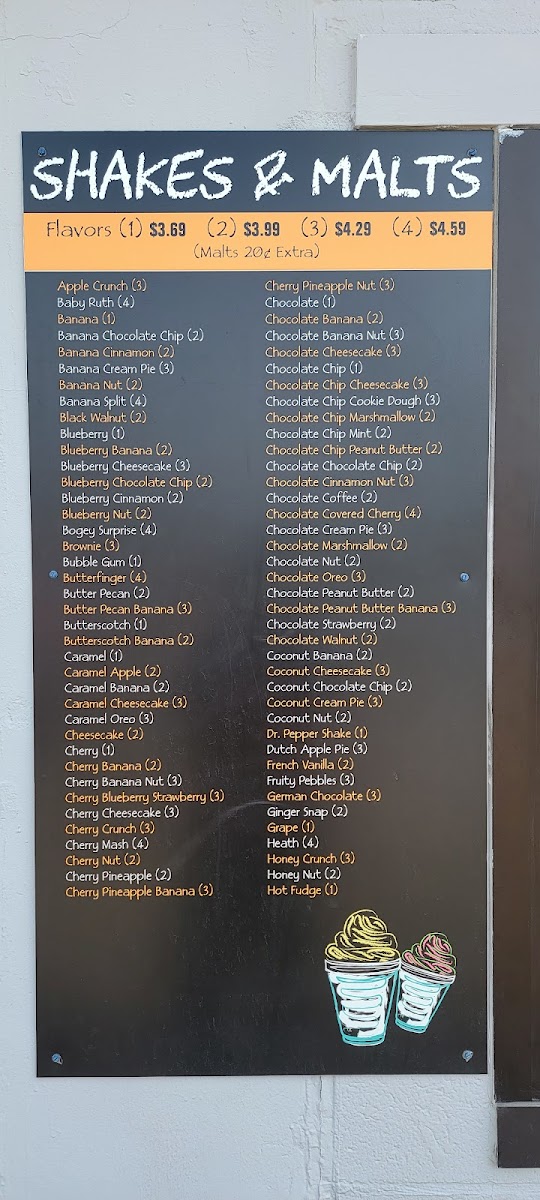 SHAKES & MALTS
Flavors (1) $3.69 (2) $3.99 (3) $4.29 (4) $4.59
(Malts 20¢ Extra)
Apple Crunch (3)
Baby Ruth (4)
Banana (1)
Banana Chocolate Chip (2)
Banana Cinnamon (2)
Banana Cream Pie (3)
Banana Nut (2)
Banana Split (4)
Black Walnut (2)
Blueberry (1)
Blueberry Banana (2)
Blueberry Cheesecake (3)
Blueberry Chocolate Chip (2)
Blueberry Cinnamon (2)
Blueberry Nut (2)
Bogey Surprise (4)
Brownie (3)
Bubble Gum (1)
Butterfinger (4)
Butter Pecan (2)
Butter Pecan Banana (3)
Butterscotch (1)
Butterscotch Banana (2)
Caramel (1)
Caramel Apple (2)
Caramel Banana (2)
Caramel Cheesecake (3)
Caramel Oreo (3)
Cheesecake (2)
Cherry (1)
Cherry Banana (2)
Cherry Banana Nut (3)
Cherry Blueberry Strawberry (3)
Cherry Cheesecake (3)
Cherry Crunch (3)
Cherry Mash (4)
Cherry Nut (2)
Cherry Pineapple (2)
Cherry Pineapple Banana (3)
Cherry Pineapple Nut (3)
Chocolate (1)
Chocolate Banana (2)
Chocolate Banana Nut (3)
Chocolate Cheesecake (3)
Chocolate Chip (1)
Chocolate Chip Cheesecake (3)
Chocolate Chip Cookie Dough (3)
Chocolate Chip Marshmallow (2)
Chocolate Chip Mint (2)
Chocolate Chip Peanut Butter (2)
Chocolate Chocolate Chip (2)
Chocolate Cinnamon Nut (3)
Chocolate Coffee (2)
Chocolate Covered Cherry (4)
Chocolate Cream Pie (3)
Chocolate Marshmallow (2)
Chocolate Nut (2)
Chocolate Oreo (3)
Chocolate Peanut Butter (2)
Chocolate Peanut Butter Banana (3)
Chocolate Strawberry (2)
Chocolate Walnut (2)
Coconut Banana (2)
Coconut Cheesecake (3)
Coconut Chocolate Chip (2)
Coconut Cream Pie (3)
Coconut Nut (2)
Dr. Pepper Shake (1)
Dutch Apple Pie (3)
French Vanilla (2)
Fruity Pebbles (3)
German Chocolate (3)
Ginger Snap (2)
Grape (1)
Heath (4)
Honey Crunch (3)
Honey Nut (2)
Hot Fudge (1)